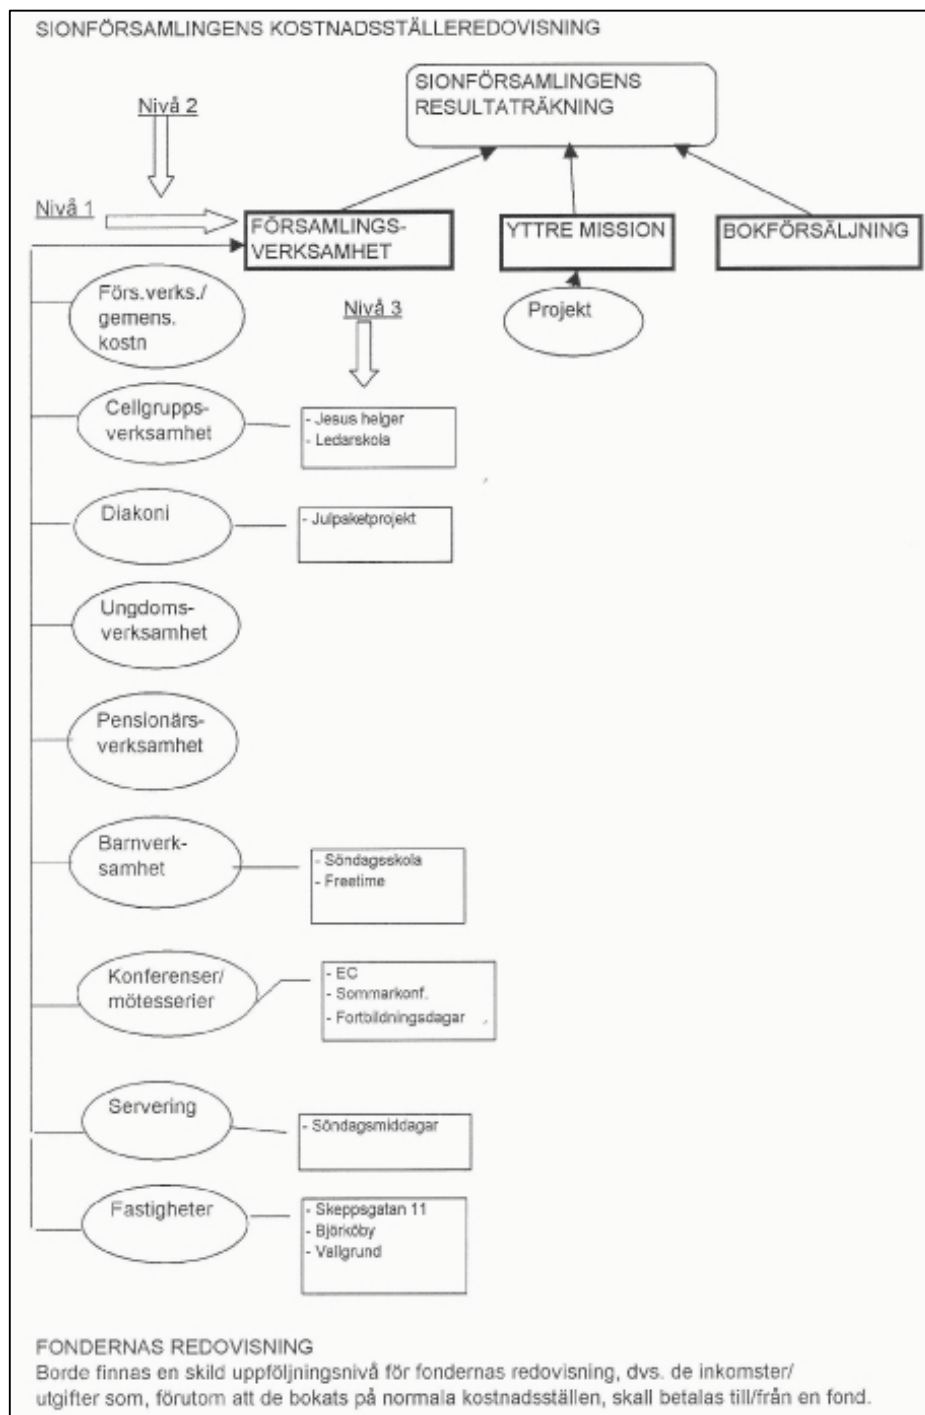 SIONFÖRSAMLINGENS KOSTNADSSTÄLLEREDOVISNING
SIONFÖRSAMLINGENS
RESULTATRÄKNING
Nivå 2
Nivå 1
FÖRSAMLINGS-
VERKSAMHET
YTTRE MISSION
BOKFÖRSÄLJNING
Förs.verks./
gemens.
kostn
Nivå 3
Projekt
Cellgrupps-
verksamhet
- Jesus helger
- Ledarskola
Diakoni
- Julpaketprojekt
Ungdoms-
verksamhet
Pensionärs-
verksamhet
Barnverk-
samhet
- Söndagsskola
- Freetime
Konferenser/
mötesserier
- EC
- Sommarkonf.
- Fortbildningsdagar
Servering
- Söndagsmiddagar
Fastigheter
- Skeppsgatan 11
- Björköby
- Vallgrund
FONDERNAS REDOVISNING
Borde finnas en skild uppföljningsnivå för fondernas redovisning, dvs. de inkomster/
utgifter som, förutom att de bokats på normala kostnadsställen, skall betalas till/från en fond.